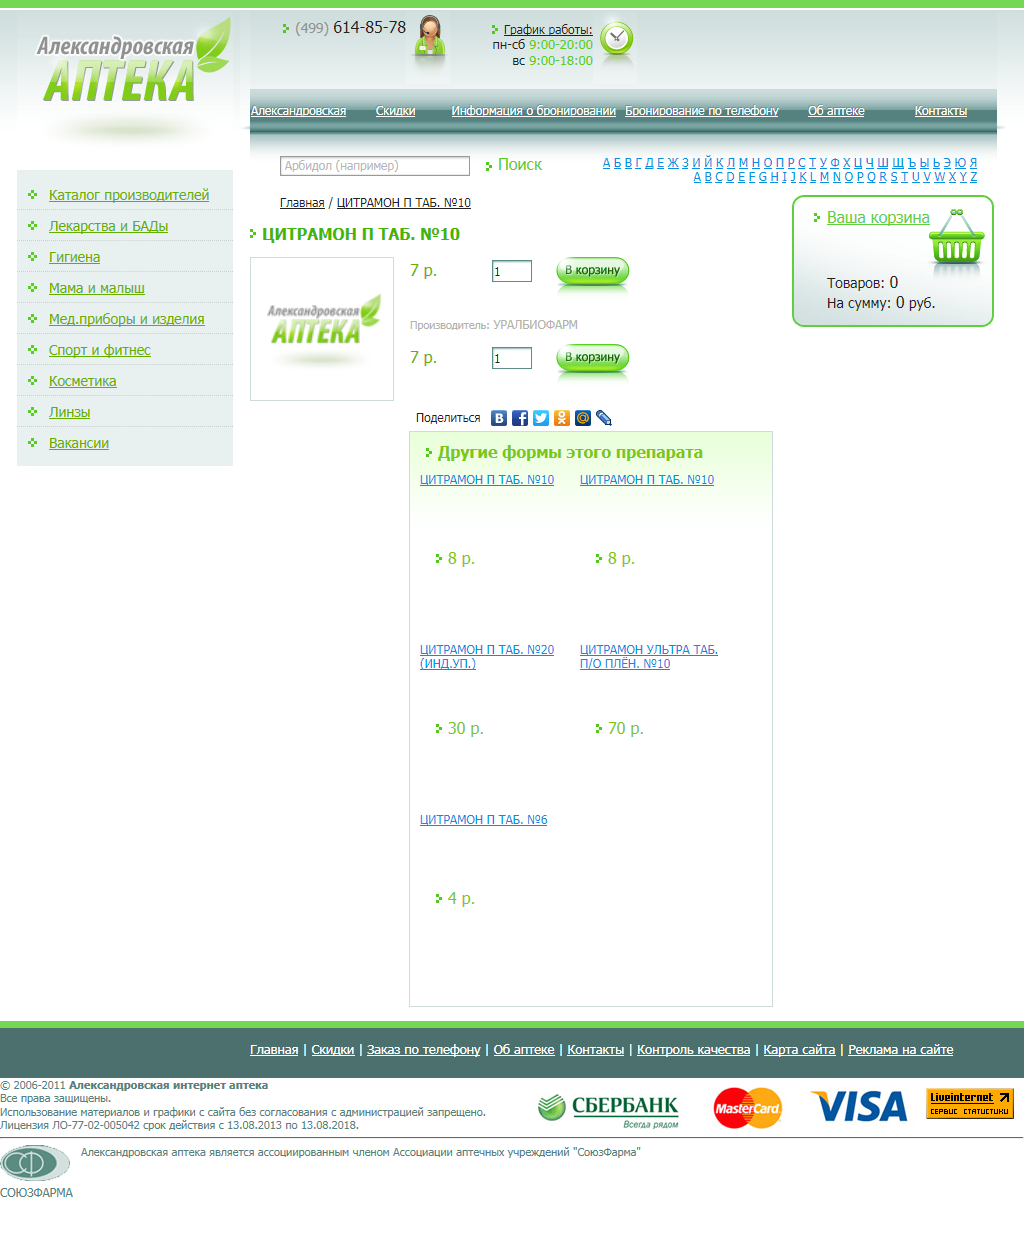 Александровская
АПТЕКА
(499) 614-85-78
График работы:
пн-сб 9:00-20:00
вс 9:00-18:00
Александровская Скидки Информация о бронировании Бронирование по телефону Об аптеке Контакты
Арбидол (например) Поиск
А Б В Г Д Е Ж З И Й К Л М Н О П Р С Т У Ф Х Ц Ч Ш Щ Ъ Ы Ь Э Ю Я
A B C D E F G H I J K L M N O P Q R S T U V W X Y Z
Каталог производителей
Лекарства и БАДы
Гигиена
Мама и малыш
Мед.приборы и изделия
Спорт и фитнес
Косметика
Линзы
Вакансии
Главная / ЦИТРАМОН П ТАБ. №10
ЦИТРАМОН П ТАБ. №10
Александровская
АПТЕКА
7 р. 1 В корзину
Производитель: УРАЛБИОФАРМ
7 р. 1 В корзину
Поделиться
Ваша корзина
Товаров: 0
На сумму: 0 руб.
Другие формы этого препарата
ЦИТРАМОН П ТАБ. №10 ЦИТРАМОН П ТАБ. №10
8 р. 8 р.
ЦИТРАМОН П ТАБ. №20 ЦИТРАМОН УЛЬТРА ТАБ.
(ИНД.УП.) П/О ПЛЁН. №10
30 р. 70 р.
ЦИТРАМОН П ТАБ. №6
4 р.
Главная | Скидки | Заказ по телефону | Об аптеке | Контакты | Контроль качества | Карта сайта | Реклама на сайте
© 2006-2011 Александровская интернет аптека
Все права защищены.
Использование материалов и графики с сайта без согласования с администрацией запрещено.
Лицензия ЛО-77-02-005042 срок действия с 13.08.2013 по 13.08.2018.
СБЕРБАНК
Всегда рядом
MasterCard
VISA
Liveinternet
СЕРВИС СТАТИСТИКИ
Александровская аптека является ассоциированным членом Ассоциации аптечных учреждений "СоюзФарма"
СОЮЗФАРМА